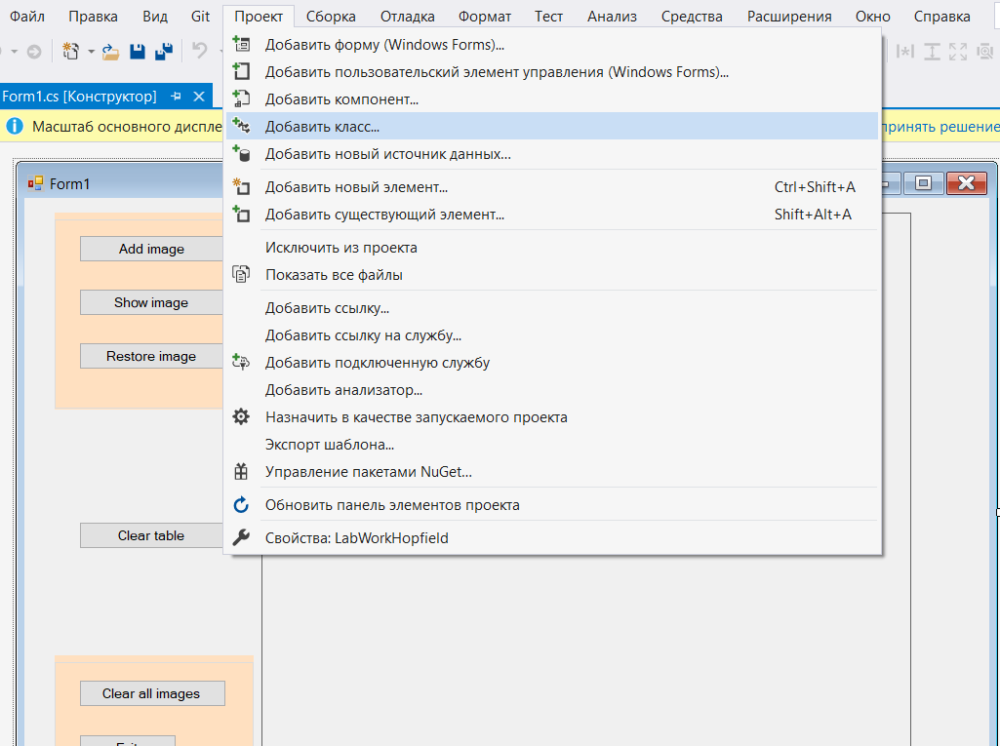 Файл Правка Вид Git Проект Сборка Отладка Формат Тест Анализ Средства Расширения Окно Справка
Form1.cs [Конструктор]
Масштаб основного диспле
принять решение
Form1
Add image
Show image
Restore image
Clear table
Clear all images
Добавить форму (Windows Forms)...
Добавить пользовательский элемент управления (Windows Forms)...
Добавить компонент...
Добавить класс...
Добавить новый источник данных...
Добавить новый элемент... Ctrl+Shift+A
Добавить существующий элемент... Shift+Alt+A
Исключить из проекта
Показать все файлы
Добавить ссылку...
Добавить ссылку на службу...
Добавить подключенную службу
Добавить анализатор...
Назначить в качестве запускаемого проекта
Экспорт шаблона...
Управление пакетами NuGet...
Обновить панель элементов проекта
Свойства: LabWorkHopfield